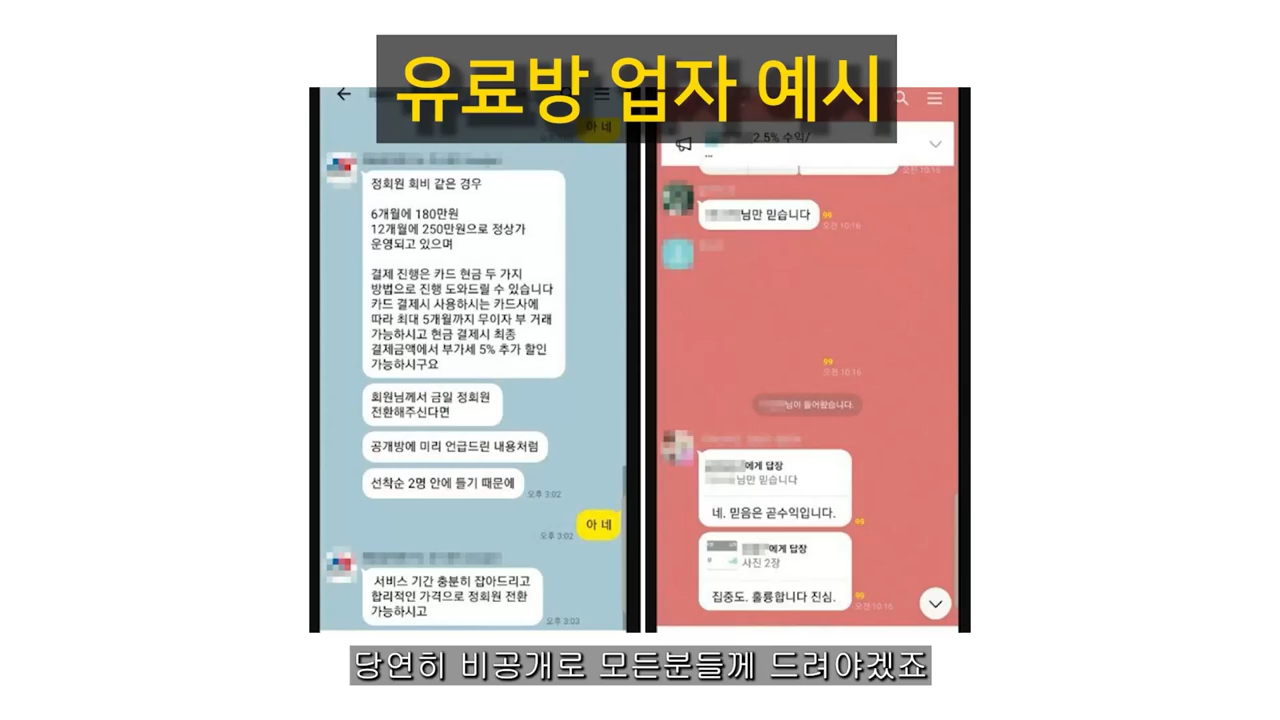 유료방 업자 예시
아 네
정회원 회비 같은 경우
6개월에 180만원
12개월에 250만원으로 정상가
운영되고 있으며
결제 진행은 카드 현금 두 가지
방법으로 진행 도와드릴 수 있습니다
카드 결제시 사용하시는 카드사에
따라 최대 5개월까지 무이자 부 거래
가능하시고 현금 결제시 최종
결제금액에서 부가세 5% 추가 할인
가능하시구요
회원님께서 금일 정회원
전환해주신다면
공개방에 미리 언급드린 내용처럼
선착순 2명 안에 들기 때문에
오후 3:02
아 네
오후 3:02
서비스 기간 충분히 잡아드리고
합리적인 가격으로 정회원 전환
가능하시고
오후 3:03
2.5% 수익/
...
오전 10:16
님만 믿습니다
99
오전 10:16
99
오전 10:16
님이 들어왔습니다.
에게 답장
님만 믿습니다
네. 믿음은 곧수익입니다.
99
에게 답장
사진 2장
집중도. 훌륭합니다 진심.
99
오전 10:16
당연히 비공개로 모든분들께 드려야겠죠